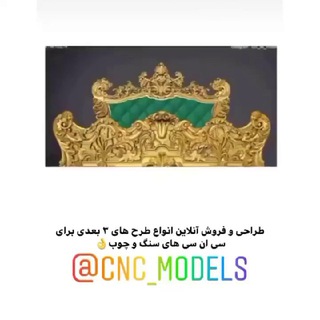 طراحی و فروش آنلاین انواع طرح های ۳ بعدی برای
سی ان سی های سنگ و چوب👌
@CNC_MODELS